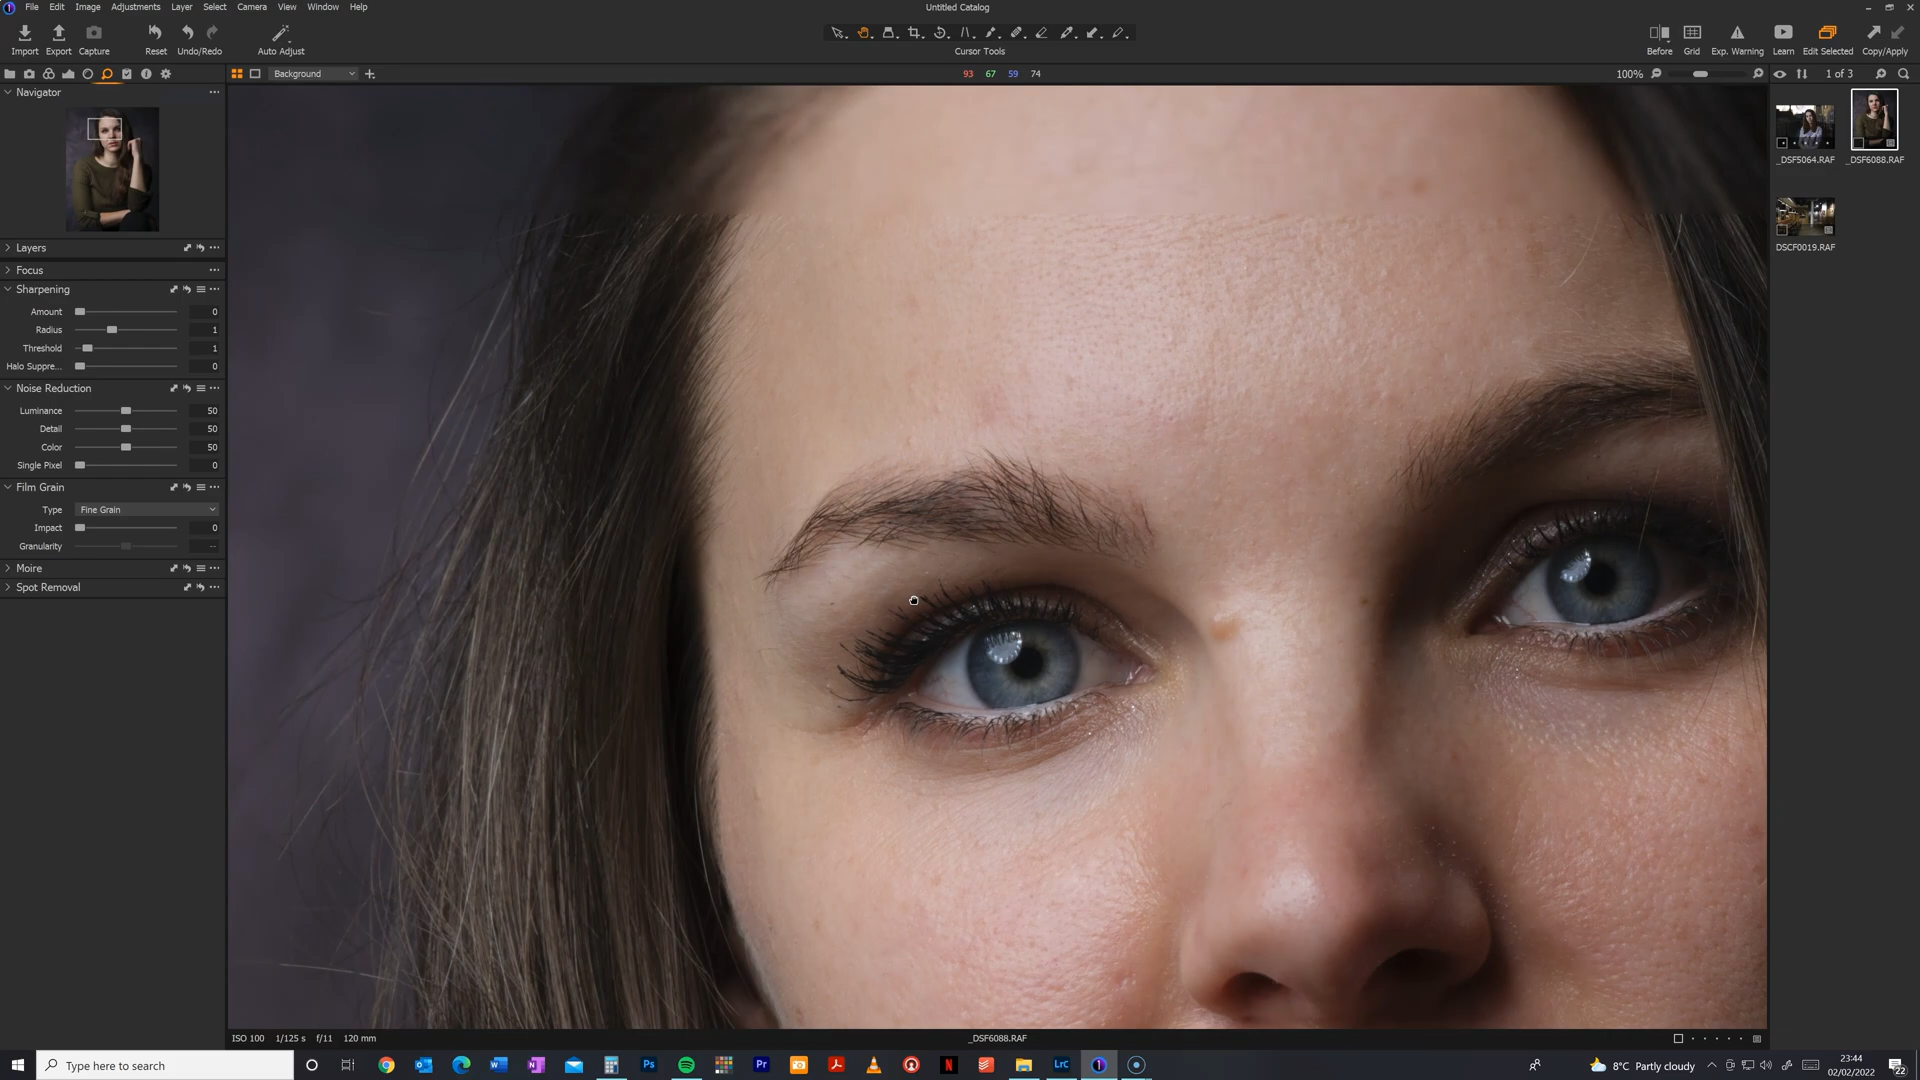 File Edit Image Adjustments Layer Select Camera View Window Help
Untitled Catalog
Import Export Capture Reset Undo/Redo Auto Adjust
Cursor Tools
Before Grid Exp. Warning Learn Edit Selected Copy/Apply
Background
93 67 59 74
100%
1 of 3
Navigator
Layers
Focus
Sharpening
Amount 0
Radius 1
Threshold 1
Halo Suppre... 0
Noise Reduction
Luminance 50
Detail 50
Color 50
Single Pixel 0
Film Grain
Type Fine Grain
Impact 0
Granularity --
Moire
Spot Removal
_DSF5064.RAF
_DSF6088.RAF
DSCF0019.RAF
ISO 100 1/125 s f/11 120 mm
_DSF6088.RAF
Type here to search
Ps
Pr
N
LrC
8°C Partly cloudy
23:44
02/02/2022
22